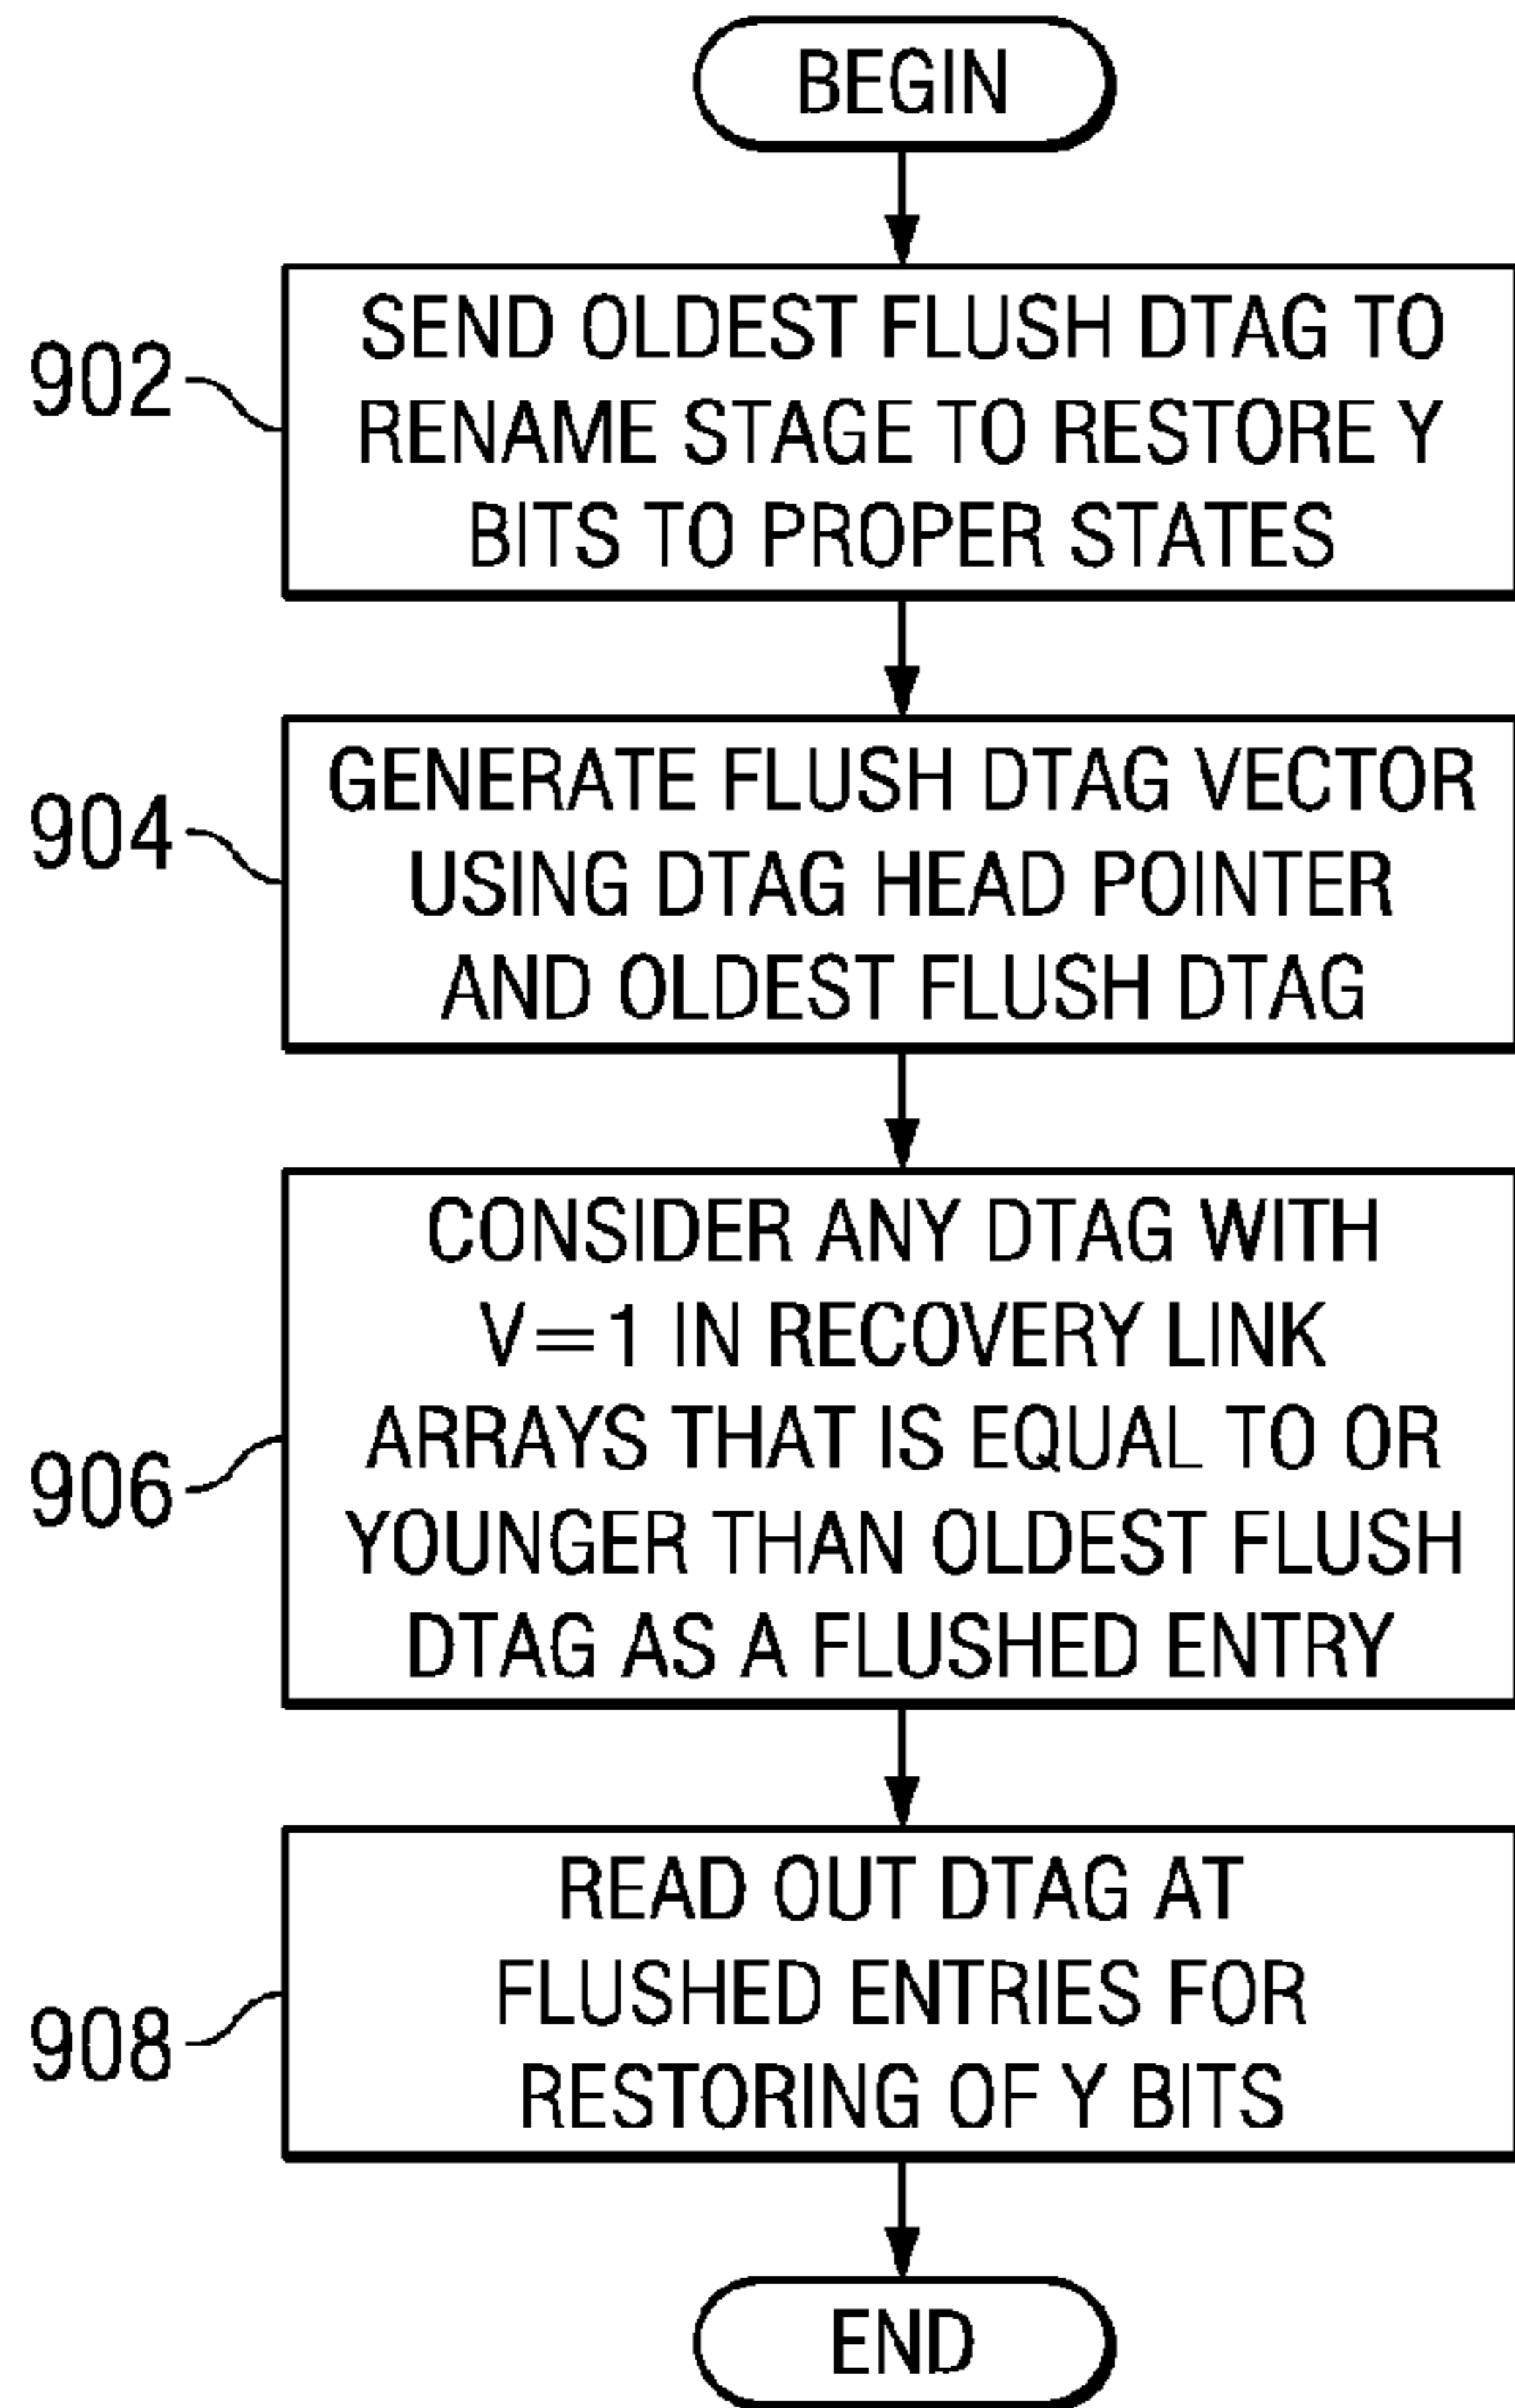 BEGIN
902
SEND OLDEST FLUSH DTAG TO
RENAME STAGE TO RESTORE Y
BITS TO PROPER STATES
904
GENERATE FLUSH DTAG VECTOR
USING DTAG HEAD POINTER
AND OLDEST FLUSH DTAG
906
CONSIDER ANY DTAG WITH
V=1 IN RECOVERY LINK
ARRAYS THAT IS EQUAL TO OR
YOUNGER THAN OLDEST FLUSH
DTAG AS A FLUSHED ENTRY
908
READ OUT DTAG AT
FLUSHED ENTRIES FOR
RESTORING OF Y BITS
END